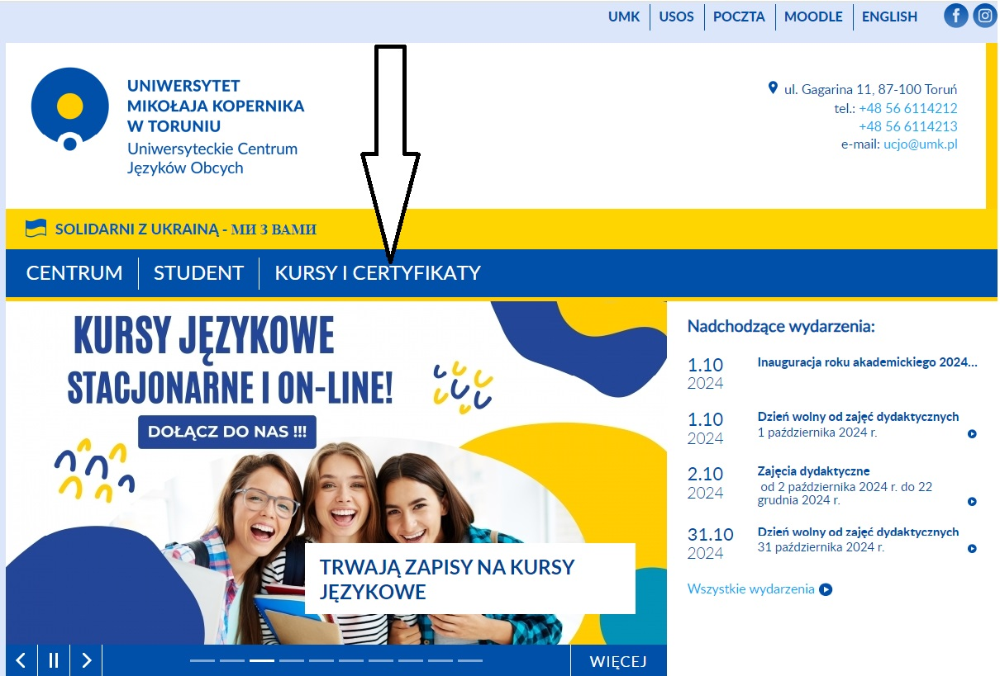 UMK USOS POCZTA MOODLE ENGLISH
UNIWERSYTET
MIKOŁAJA KOPERNIKA
W TORUNIU
Uniwersyteckie Centrum
Języków Obcych
ul. Gagarina 11, 87-100 Toruń
tel.: +48 56 6114212
+48 56 6114213
e-mail: ucjo@umk.pl
SOLIDARNI Z UKRAINĄ - МИ З ВАМИ
CENTRUM STUDENT KURSY I CERTYFIKATY
KURSY JĘZYKOWE
STACJONARNE I ON-LINE!
DOŁĄCZ DO NAS !!!
TRWAJĄ ZAPISY NA KURSY
JĘZYKOWE
WIĘCEJ
Nadchodzące wydarzenia:
1.10
2024
Inauguracja roku akademickiego 2024...
1.10
2024
Dzień wolny od zajęć dydaktycznych
1 października 2024 r.
2.10
2024
Zajęcia dydaktyczne
od 2 października 2024 r. do 22
grudnia 2024 r.
31.10
2024
Dzień wolny od zajęć dydaktycznych
31 października 2024 r.
Wszystkie wydarzenia